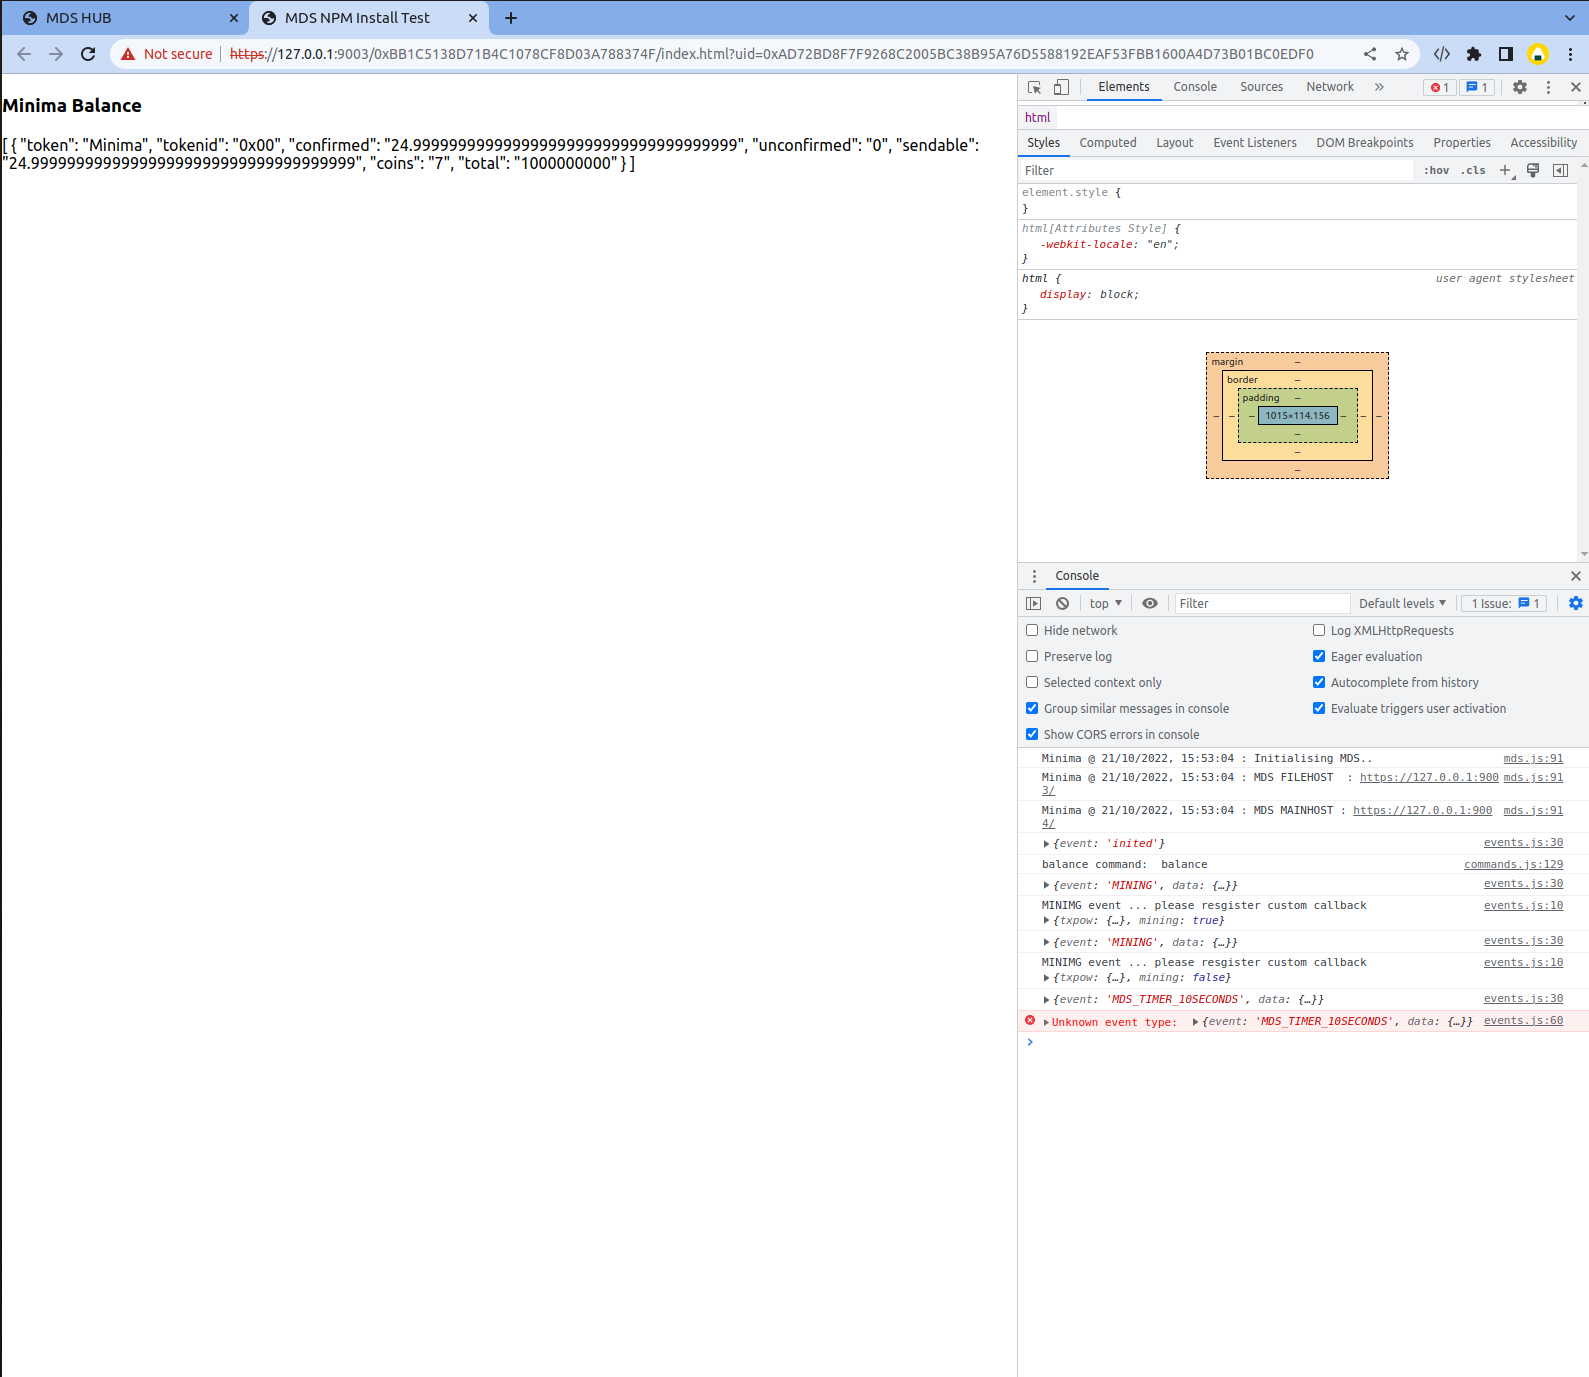 MDS HUB
MDS NPM Install Test
Not secure
https://127.0.0.1:9003/0xBB1C5138D71B4C1078CF8D03A788374F/index.html?uid=0xAD72BD8F7F9268C2005BC38B95A76D5588192EAF53FBB1600A4D73B01BC0EDF0
Minima Balance
[ { "token": "Minima", "tokenid": "0x00", "confirmed": "24.9999999999999999999999999999999999999", "unconfirmed": "0", "sendable":
"24.9999999999999999999999999999999999999", "coins": "7", "total": "1000000000" } ]
Elements Console Sources Network » 1 1
html
Styles Computed Layout Event Listeners DOM Breakpoints Properties Accessibility
Filter :hov .cls
element.style {
}
html[Attributes Style] {
-webkit-locale: "en";
}
html { user agent stylesheet
display: block;
}
margin –
border –
padding –
– – – 1015×114.156 – – –
–
–
–
Console
top Filter Default levels 1 Issue: 1
Hide network Log XMLHttpRequests
Preserve log Eager evaluation
Selected context only Autocomplete from history
Group similar messages in console Evaluate triggers user activation
Show CORS errors in console
Minima @ 21/10/2022, 15:53:04 : Initialising MDS.. mds.js:91
Minima @ 21/10/2022, 15:53:04 : MDS FILEHOST : https://127.0.0.1:900 mds.js:91
3/
Minima @ 21/10/2022, 15:53:04 : MDS MAINHOST : https://127.0.0.1:900 mds.js:91
4/
{event: 'inited'} events.js:30
balance command: balance commands.js:129
{event: 'MINING', data: {…}} events.js:30
MINIMG event ... please resgister custom callback events.js:10
{txpow: {…}, mining: true}
{event: 'MINING', data: {…}} events.js:30
MINIMG event ... please resgister custom callback events.js:10
{txpow: {…}, mining: false}
{event: 'MDS_TIMER_10SECONDS', data: {…}} events.js:30
Unknown event type: {event: 'MDS_TIMER_10SECONDS', data: {…}} events.js:60